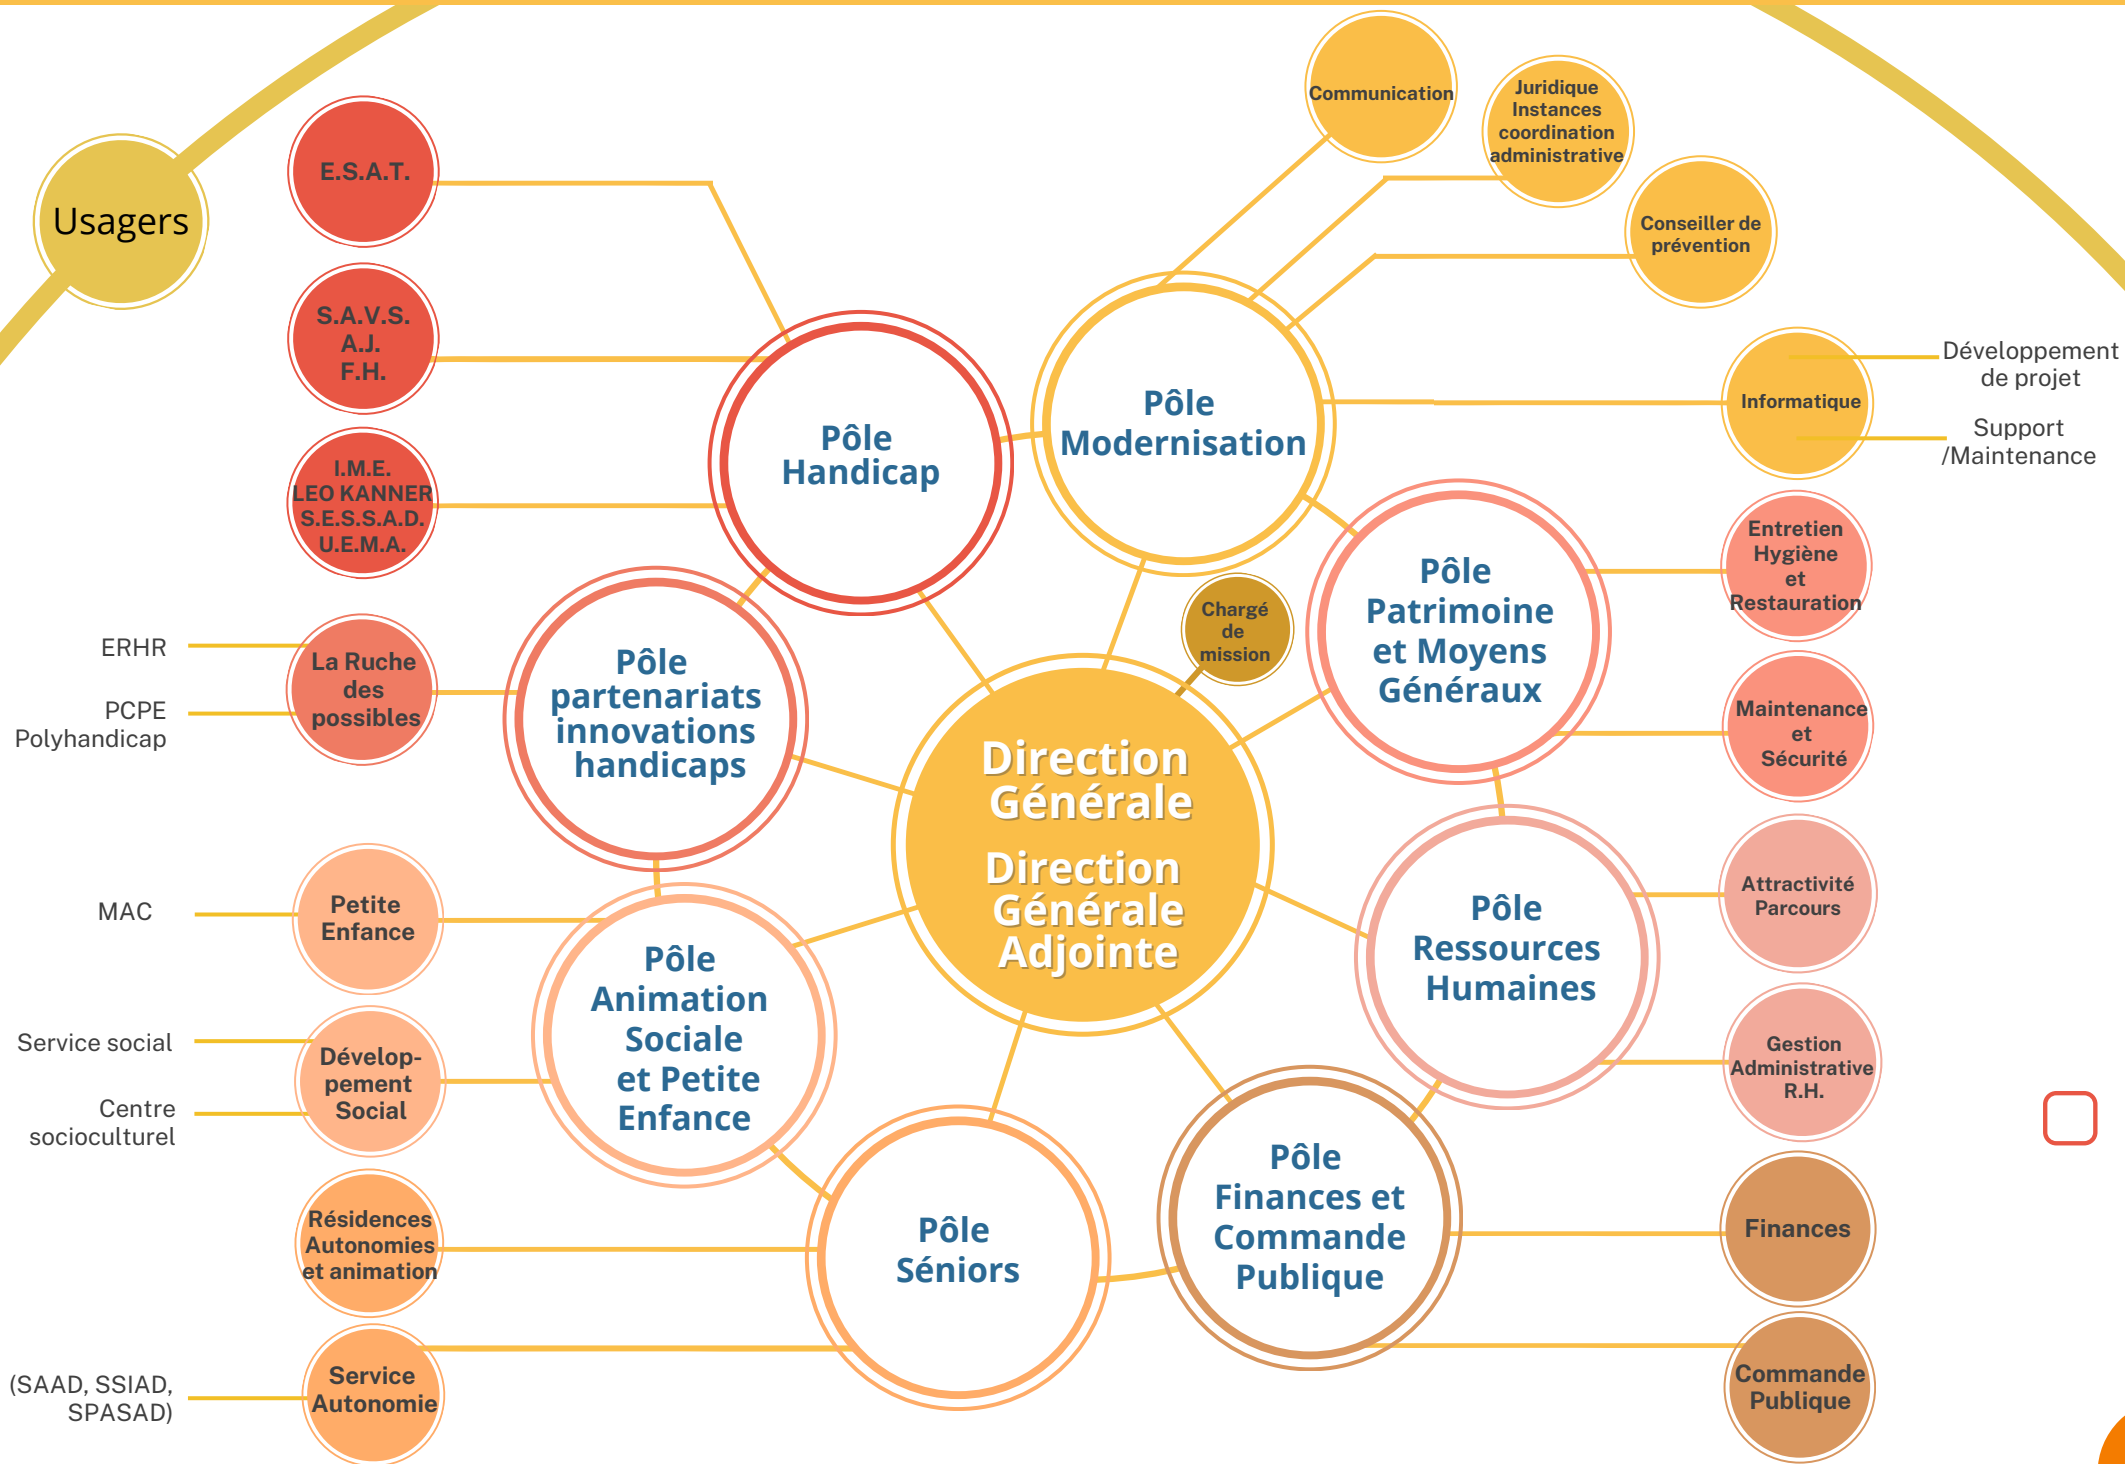 Usagers
E.S.A.T.
S.A.V.S.
A.J.
F.H.
I.M.E.
LEO KANNER
S.E.S.S.A.D.
U.E.M.A.
ERHR
PCPE
Polyhandicap
La Ruche
des
possibles
MAC
Petite
Enfance
Service social
Centre
socioculturel
Dévelop-
pement
Social
Résidences
Autonomies
et animation
(SAAD, SSIAD,
SPASAD)
Service
Autonomie
Pôle
Handicap
Pôle
partenariats
innovations
handicaps
Pôle
Animation
Sociale
et Petite
Enfance
Pôle
Séniors
Direction
Générale
Direction
Générale
Adjointe
Chargé
de
mission
Pôle
Modernisation
Pôle
Patrimoine
et Moyens
Généraux
Pôle
Ressources
Humaines
Pôle
Finances et
Commande
Publique
Communication
Juridique
Instances
coordination
administrative
Conseiller de
prévention
Informatique
Développement
de projet
Support
/Maintenance
Entretien
Hygiène
et
Restauration
Maintenance
et
Sécurité
Attractivité
Parcours
Gestion
Administrative
R.H.
Finances
Commande
Publique